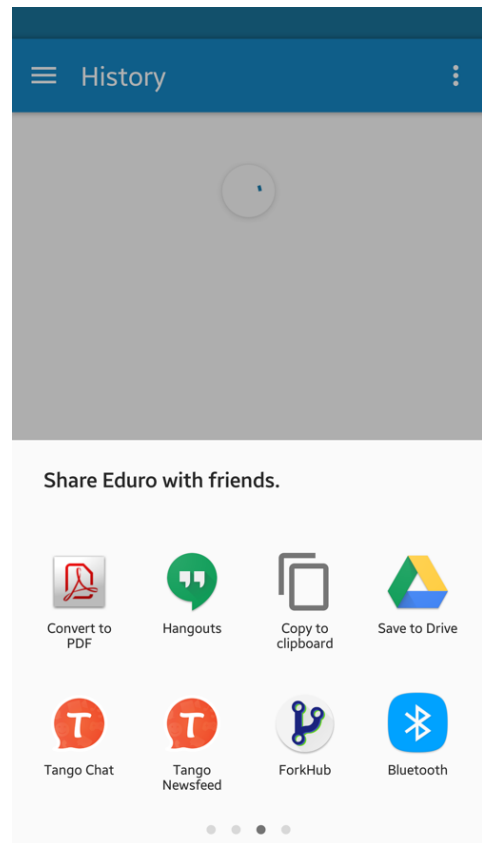 History
Share Eduro with friends.
Convert to
PDF
Hangouts
Copy to
clipboard
Save to Drive
Tango Chat
Tango
Newsfeed
ForkHub
Bluetooth